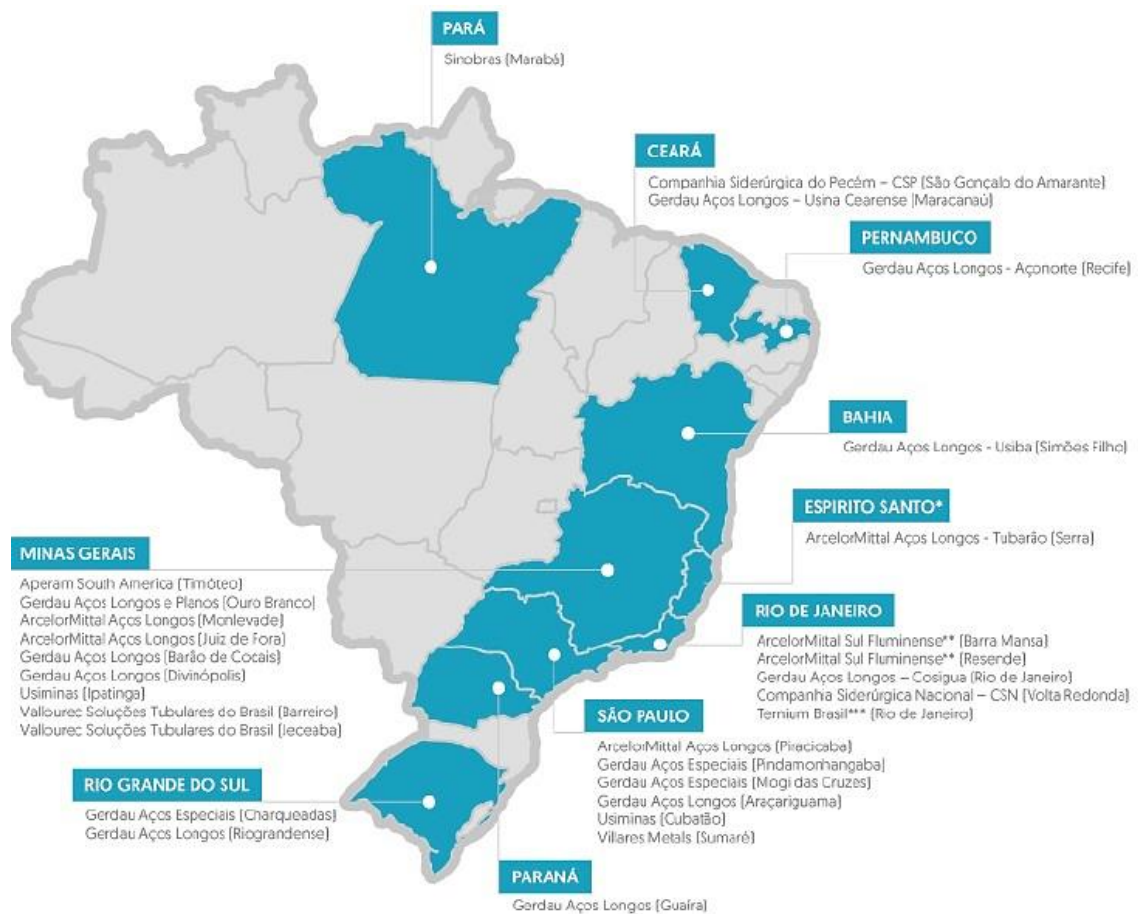 PARÁ
Sinobras (Marabá)
CEARÁ
Companhia Siderúrgica do Pecém – CSP (São Gonçalo do Amarante)
Gerdau Aços Longos – Usina Cearense (Maracanaú)
PERNAMBUCO
Gerdau Aços Longos - Açonorte (Recife)
BAHIA
Gerdau Aços Longos - Usiba (Simões Filho)
ESPIRITO SANTO*
ArcelorMittal Aços Longos - Tubarão (Serra)
MINAS GERAIS
Aperam South America (Timóteo)
Gerdau Aços Longos e Planos (Ouro Branco)
ArcelorMittal Aços Longos (Monlevade)
ArcelorMittal Aços Longos (Juiz de Fora)
Gerdau Aços Longos (Barão de Cocais)
Gerdau Aços Longos (Divinópolis)
Usiminas (Ipatinga)
Vallourec Soluções Tubulares do Brasil (Barreiro)
Vallourec Soluções Tubulares do Brasil (Jeceaba)
RIO DE JANEIRO
ArcelorMittal Sul Fluminense** (Barra Mansa)
ArcelorMittal Sul Fluminense** (Resende)
Gerdau Aços Longos – Cosigua (Rio de Janeiro)
Companhia Siderúrgica Nacional – CSN (Volta Redonda)
Ternium Brasil*** (Rio de Janeiro)
SÃO PAULO
ArcelorMittal Aços Longos (Piracicaba)
Gerdau Aços Especiais (Pindamonhangaba)
Gerdau Aços Especiais (Mogi das Cruzes)
Gerdau Aços Longos (Araçariguama)
Usiminas (Cubatão)
Villares Metals (Sumaré)
RIO GRANDE DO SUL
Gerdau Aços Especiais (Charqueadas)
Gerdau Aços Longos (Riograndense)
PARANÁ
Gerdau Aços Longos (Guaíra)